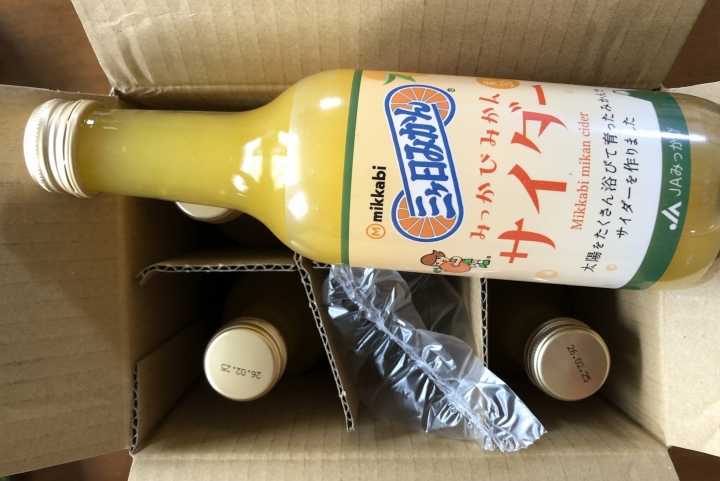 三ヶ日みかん
®
mikkabi
みっかびみかん
サイダー
Mikkabi mikan cider
太陽をたくさん浴びて育ったみかんで
サイダーを作りました
JAみっかび
26.02.25